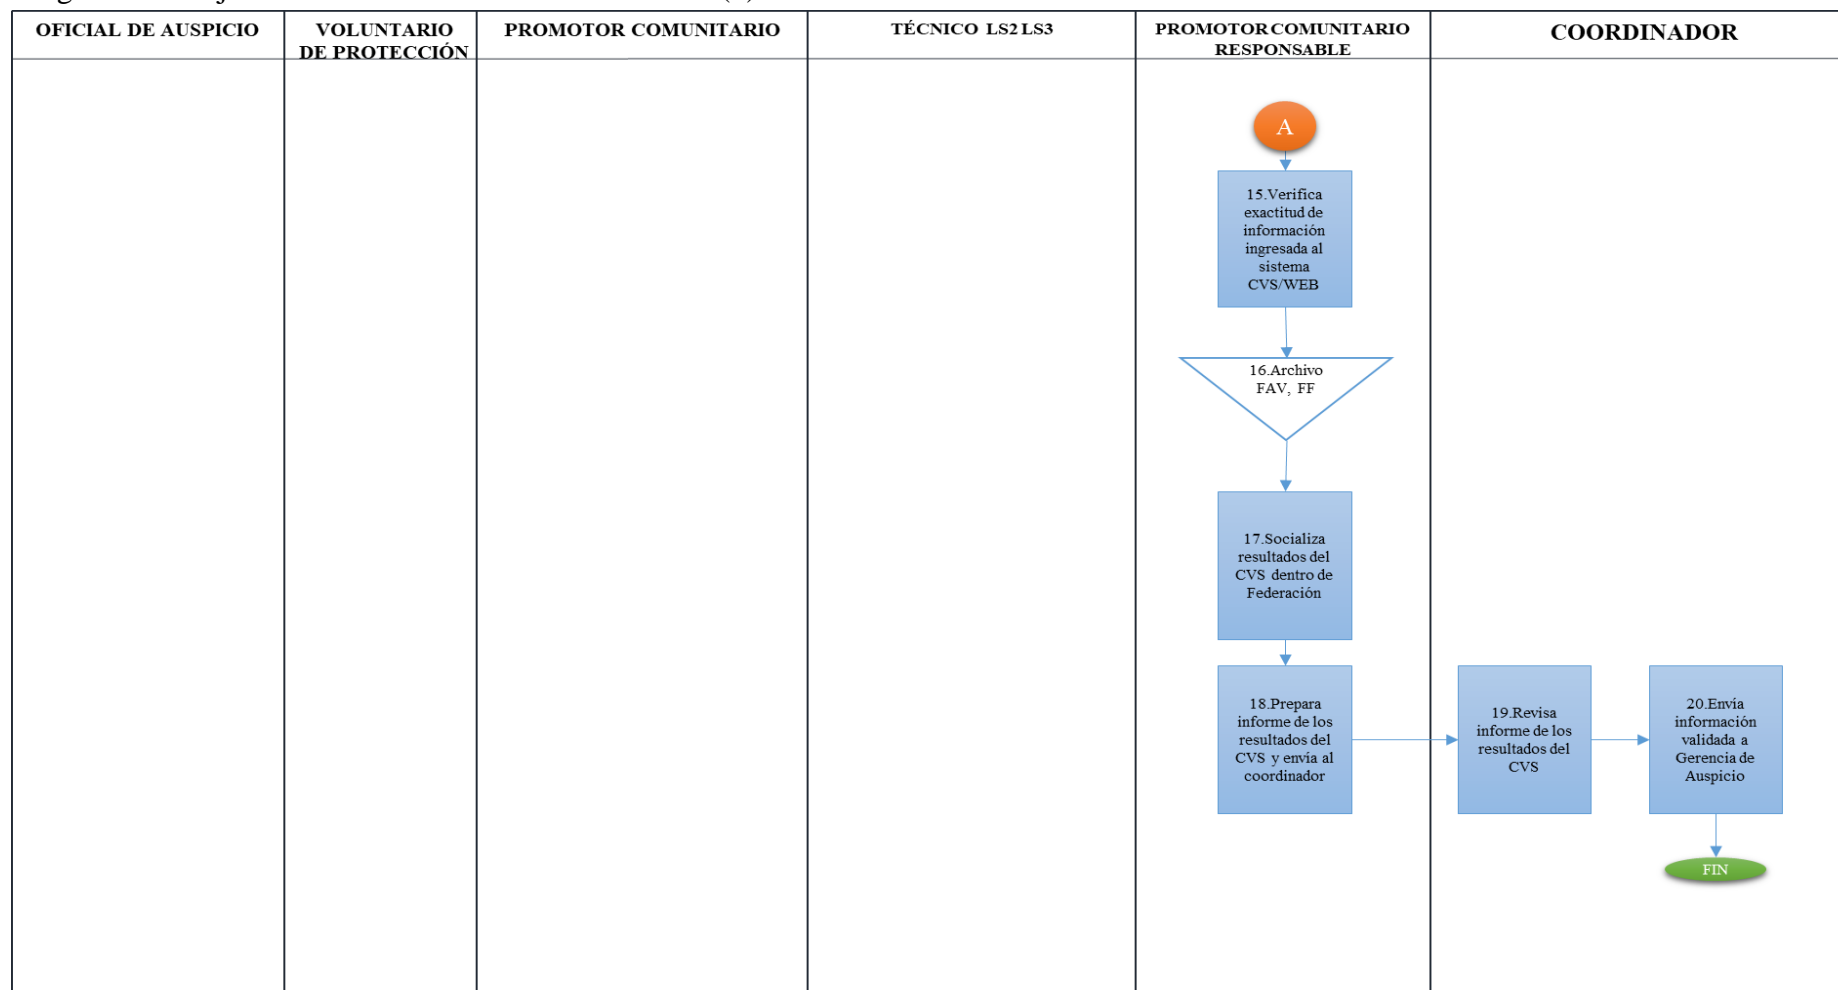 OFICIAL DE AUSPICIO
VOLUNTARIO
DE PROTECCIÓN
PROMOTOR COMUNITARIO
TÉCNICO LS2 LS3
PROMOTOR COMUNITARIO
RESPONSABLE
COORDINADOR
A
15.Verifica
exactitud de
información
ingresada al
sistema
CVS/WEB
16.Archivo
FAV, FF
17.Socializa
resultados del
CVS dentro de
Federación
18.Prepara
informe de los
resultados del
CVS y envía al
coordinador
19.Revisa
informe de los
resultados del
CVS
20.Envía
información
validada a
Gerencia de
Auspicio
FIN